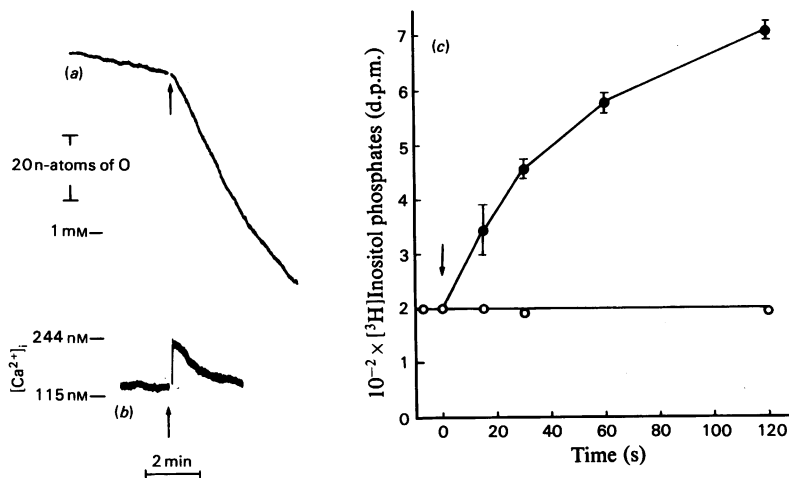 (a)
20 n-atoms of O
1 mM
[Ca²⁺]ᵢ
244 nM
115 nM
(b)
2 min
(c)
10⁻² × [³H]Inositol phosphates (d.p.m.)
7
6
5
4
3
2
1
0
0 20 40 60 80 100 120
Time (s)